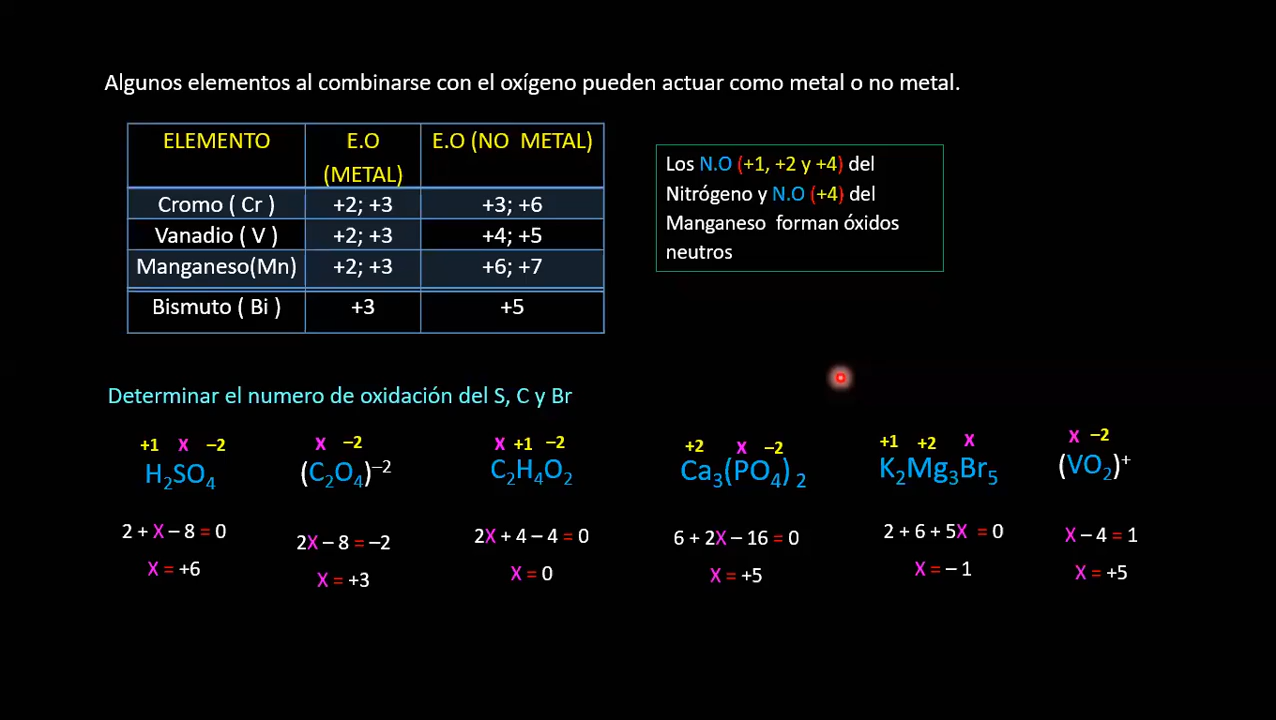 Algunos elementos al combinarse con el oxígeno pueden actuar como metal o no metal.
ELEMENTO E.O (METAL) E.O (NO METAL)
Cromo ( Cr ) +2; +3 +3; +6
Vanadio ( V ) +2; +3 +4; +5
Manganeso(Mn) +2; +3 +6; +7
Bismuto ( Bi ) +3 +5
Los N.O (+1, +2 y +4) del
Nitrógeno y N.O (+4) del
Manganeso forman óxidos
neutros
Determinar el numero de oxidación del S, C y Br
+1 X –2
H₂SO₄
2 + X – 8 = 0
X = +6
X –2
(C₂O₄)⁻²
2X – 8 = –2
X = +3
X +1 –2
C₂H₄O₂
2X + 4 – 4 = 0
X = 0
+2 X –2
Ca₃(PO₄)₂
6 + 2X – 16 = 0
X = +5
+1 +2 X
K₂Mg₃Br₅
2 + 6 + 5X = 0
X = – 1
X –2
(VO₂)⁺
X – 4 = 1
X = +5